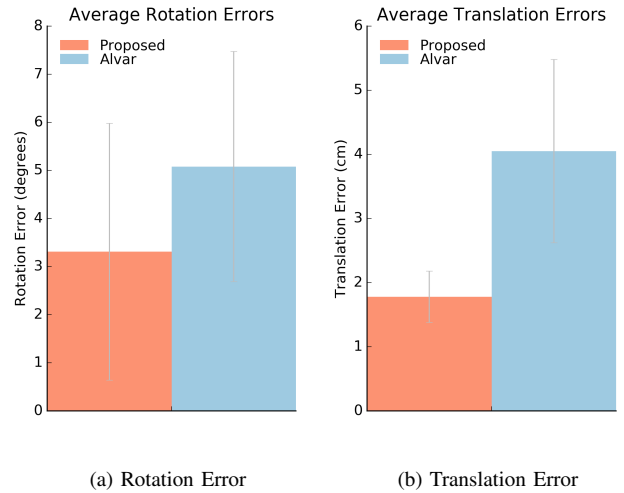 Average Rotation Errors
8
7
6
5
4
3
2
1
0
Rotation Error (degrees)
Proposed
Alvar
(a) Rotation Error
Average Translation Errors
6
5
4
3
2
1
0
Translation Error (cm)
Proposed
Alvar
(b) Translation Error